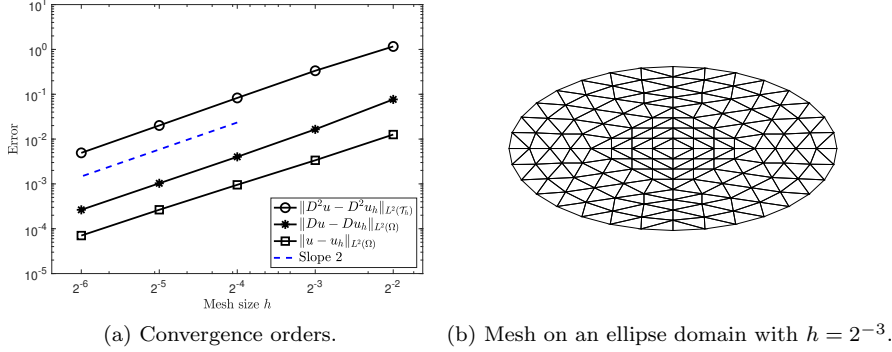 10^1
10^0
10^-1
10^-2
10^-3
10^-4
10^-5
Error
‖D²u − D²u_h‖_{L²(𝒯_h)}
‖Du − Du_h‖_{L²(Ω)}
‖u − u_h‖_{L²(Ω)}
Slope 2
2^-6 2^-5 2^-4 2^-3 2^-2
Mesh size h
(a) Convergence orders.
(b) Mesh on an ellipse domain with h = 2^{−3}.